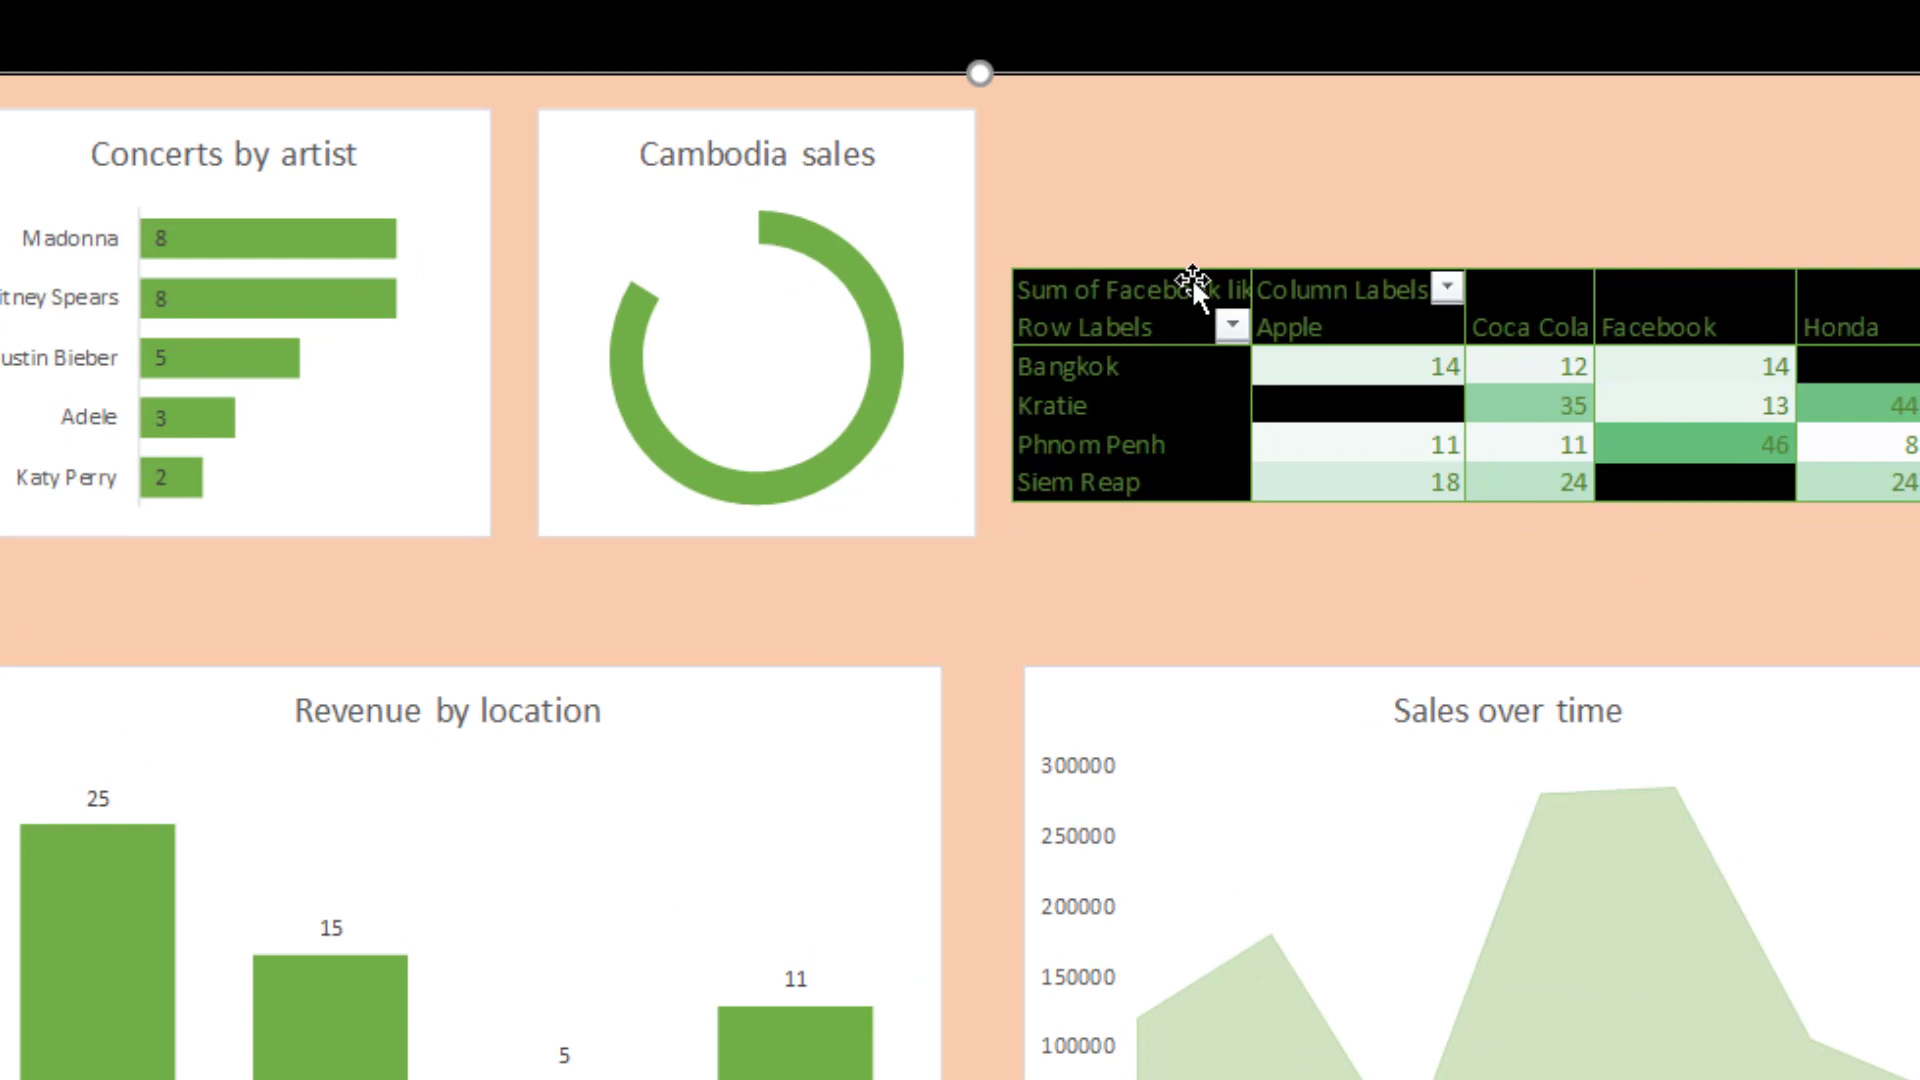 Concerts by artist
Madonna 8
tney Spears 8
ustin Bieber 5
Adele 3
Katy Perry 2
Cambodia sales
Sum of Facebook lik Column Labels
Row Labels Apple Coca Cola Facebook Honda
Bangkok 14 12 14
Kratie 35 13 44
Phnom Penh 11 11 46 8
Siem Reap 18 24 24
Revenue by location
25
15
5
11
Sales over time
300000
250000
200000
150000
100000